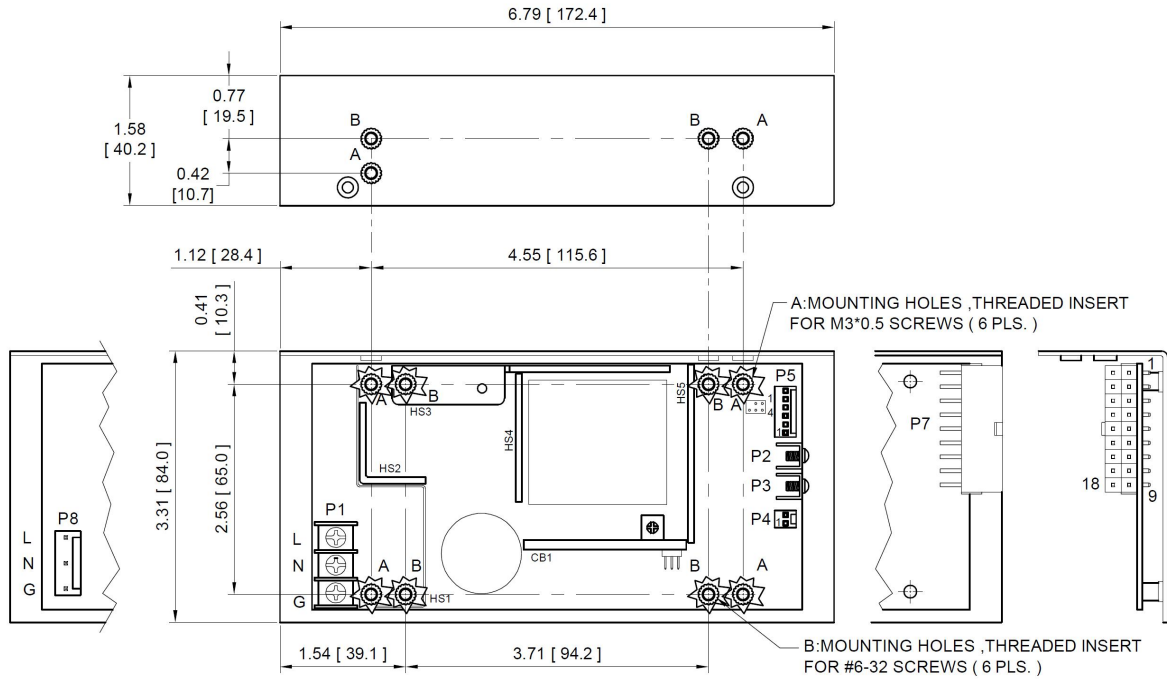 6.79 [ 172.4 ]
0.77
[ 19.5 ]
1.58
[ 40.2 ]
0.42
[10.7]
B
A
B
A
1.12 [ 28.4 ]
4.55 [ 115.6 ]
0.41
[ 10.3 ]
A:MOUNTING HOLES ,THREADED INSERT
FOR M3*0.5 SCREWS ( 6 PLS. )
3.31 [ 84.0 ]
2.56 [ 65.0 ]
A
B
HS3
HS5
B
A
P5
1
4
1
HS4
HS2
P2
P3
P4
1
P1
L
N
G
A
B
HS1
CB1
B
A
P8
L
N
G
P7
1
18
9
1.54 [ 39.1 ]
3.71 [ 94.2 ]
B:MOUNTING HOLES ,THREADED INSERT
FOR #6-32 SCREWS ( 6 PLS. )